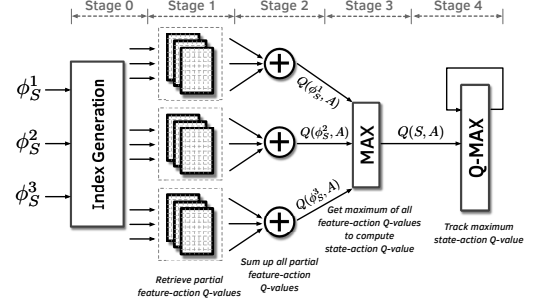 Stage 0 Stage 1 Stage 2 Stage 3 Stage 4
ϕ_S^1
ϕ_S^2
ϕ_S^3
Index Generation
+
+
+
Q(ϕ_S^1, A)
Q(ϕ_S^2, A)
Q(ϕ_S^3, A)
MAX
Q(S, A)
Q-MAX
Retrieve partial
feature-action Q-values
Sum up all partial
feature-action
Q-values
Get maximum of all
feature-action Q-values
to compute
state-action Q-value
Track maximum
state-action Q-value